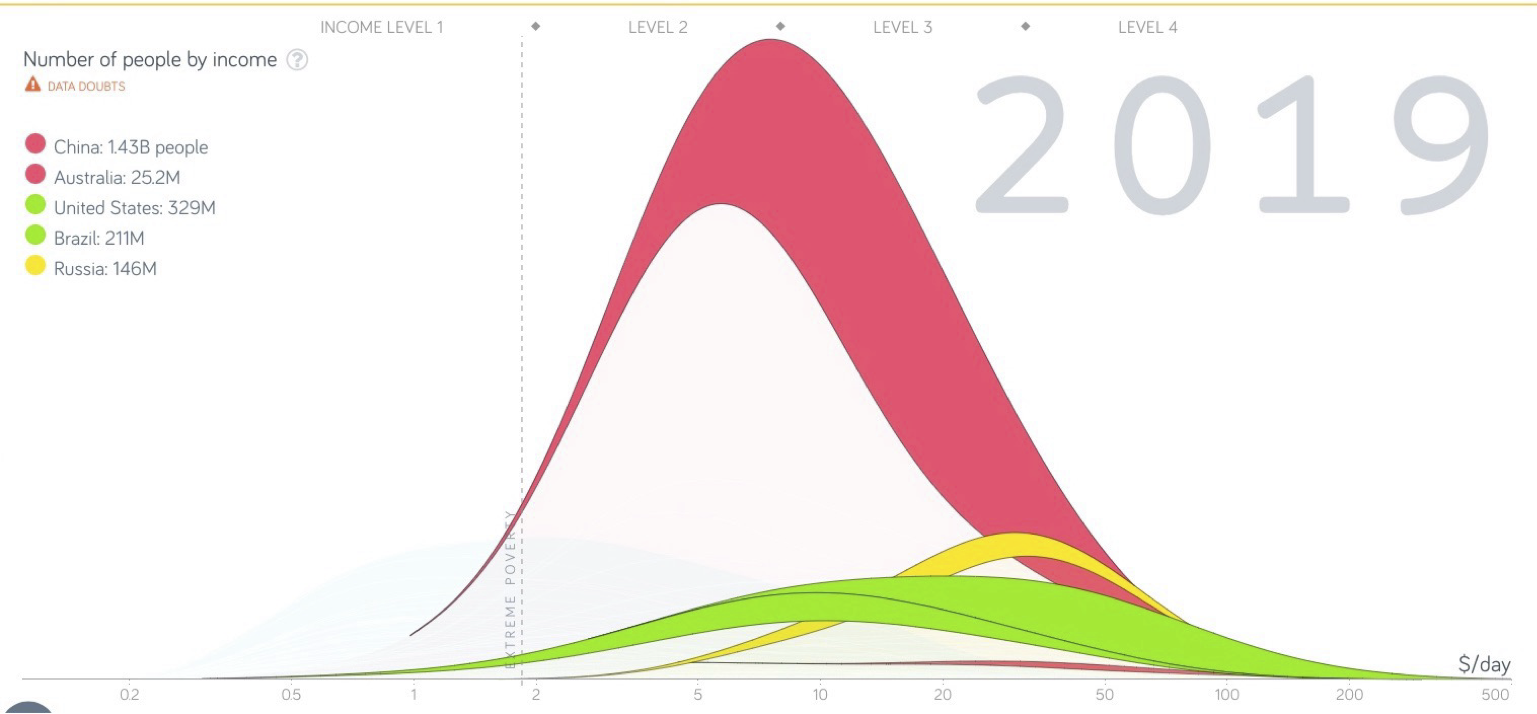 INCOME LEVEL 1 ◆ LEVEL 2 ◆ LEVEL 3 ◆ LEVEL 4
Number of people by income ?
DATA DOUBTS
2019
China: 1.43B people
Australia: 25.2M
United States: 329M
Brazil: 211M
Russia: 146M
EXTREME POVERTY
$/day
0.2 0.5 1 2 5 10 20 50 100 200 500